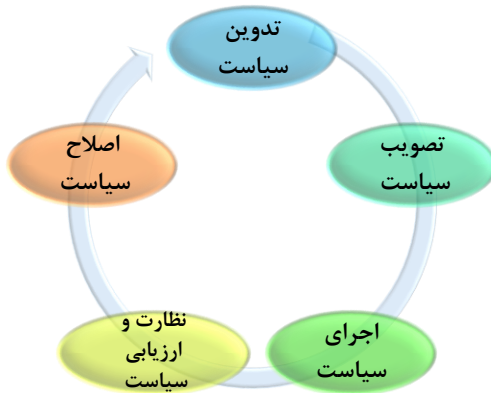 تدوین
سیاست
تصویب
سیاست
اجرای
سیاست
نظارت و
ارزیابی
سیاست
اصلاح
سیاست